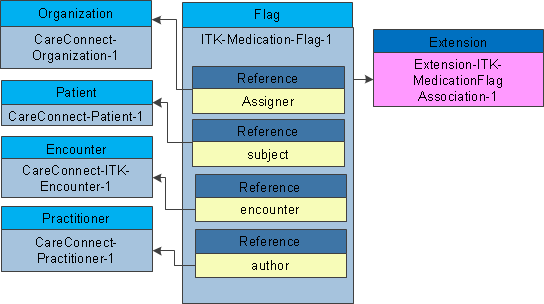 Organization
CareConnect-
Organization-1
Patient
CareConnect-Patient-1
Encounter
CareConnect-ITK-
Encounter-1
Practitioner
CareConnect-
Practitioner-1
Flag
ITK-Medication-Flag-1
Reference
Assigner
Reference
subject
Reference
encounter
Reference
author
Extension
Extension-ITK-
MedicationFlag
Association-1